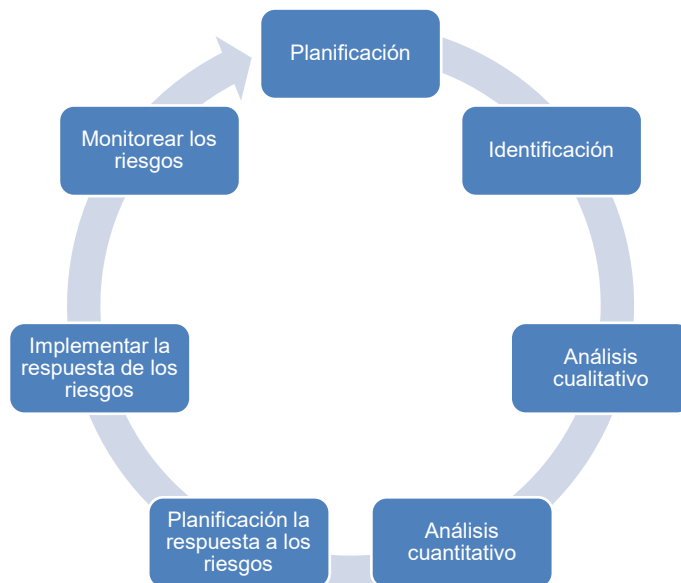 Planificación
Identificación
Análisis
cualitativo
Análisis
cuantitativo
Planificación la
respuesta a los
riesgos
Implementar la
respuesta de los
riesgos
Monitorear los
riesgos